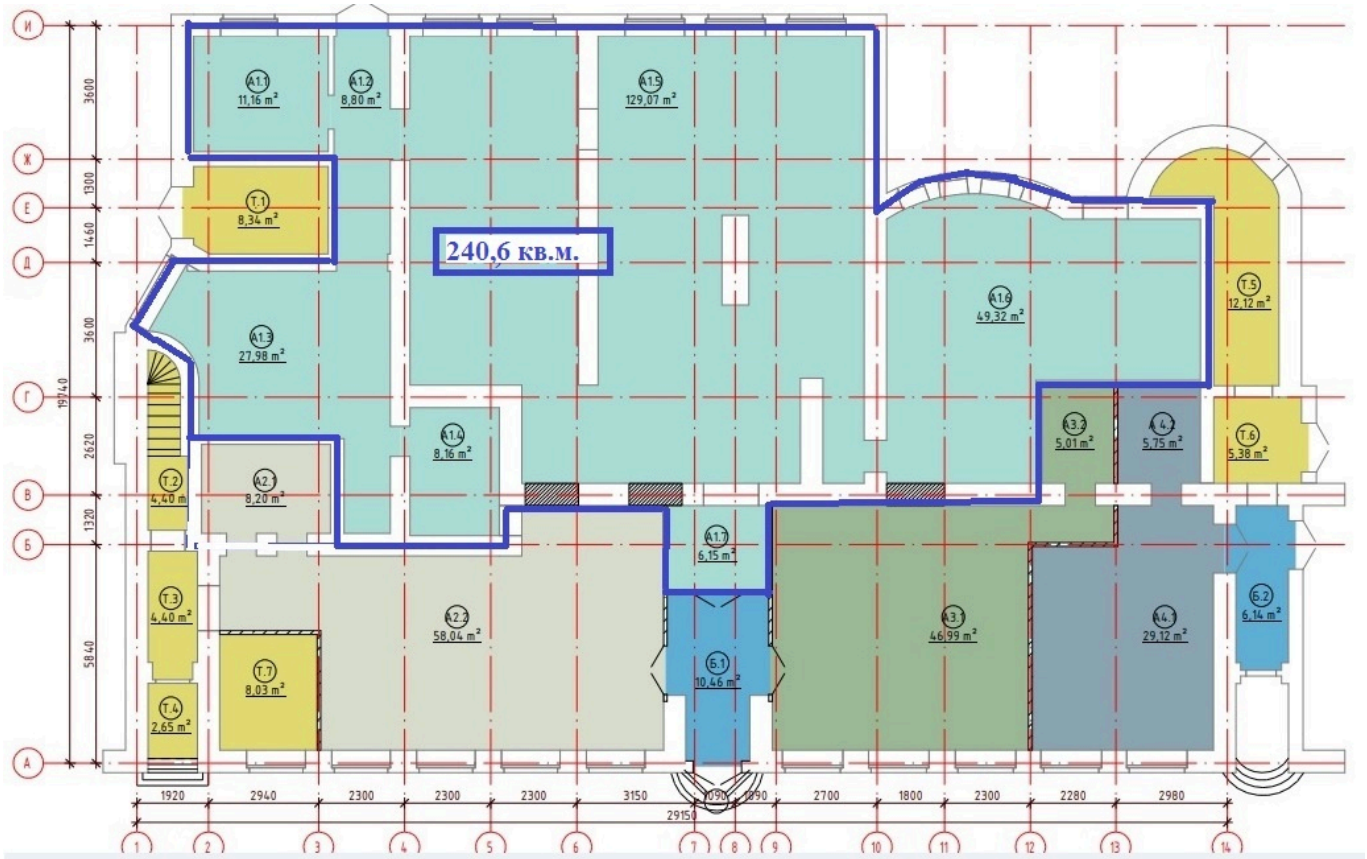 И
Ж
Е
Д
Г
В
Б
А
3600
1300
1460
3600
2620
1320
5840
19740
А1.1
11,16 m²
А1.2
8,80 m²
А1.5
129,07 m²
Т.1
8,34 m²
240,6 кв.м.
А1.3
27,98 m²
А1.6
49,32 m²
Т.5
12,12 m²
А1.4
8,16 m²
А3.2
5,01 m²
А 4.2
5,75 m²
Т.6
5,38 m²
Т.2
4,40 m
А2.1
8,20 m²
А1.7
6,15 m²
Т.3
4,40 m²
А2.2
58,04 m²
А3.1
46,99 m²
А4.1
29,12 m²
Б.2
6,14 m²
Т.7
8,03 m²
Б.1
10,46 m²
Т.4
2,65 m²
1920 2940 2300 2300 2300 3150 1090 1090 2700 1800 2300 2280 2980
29150
1 2 3 4 5 6 7 8 9 10 11 12 13 14